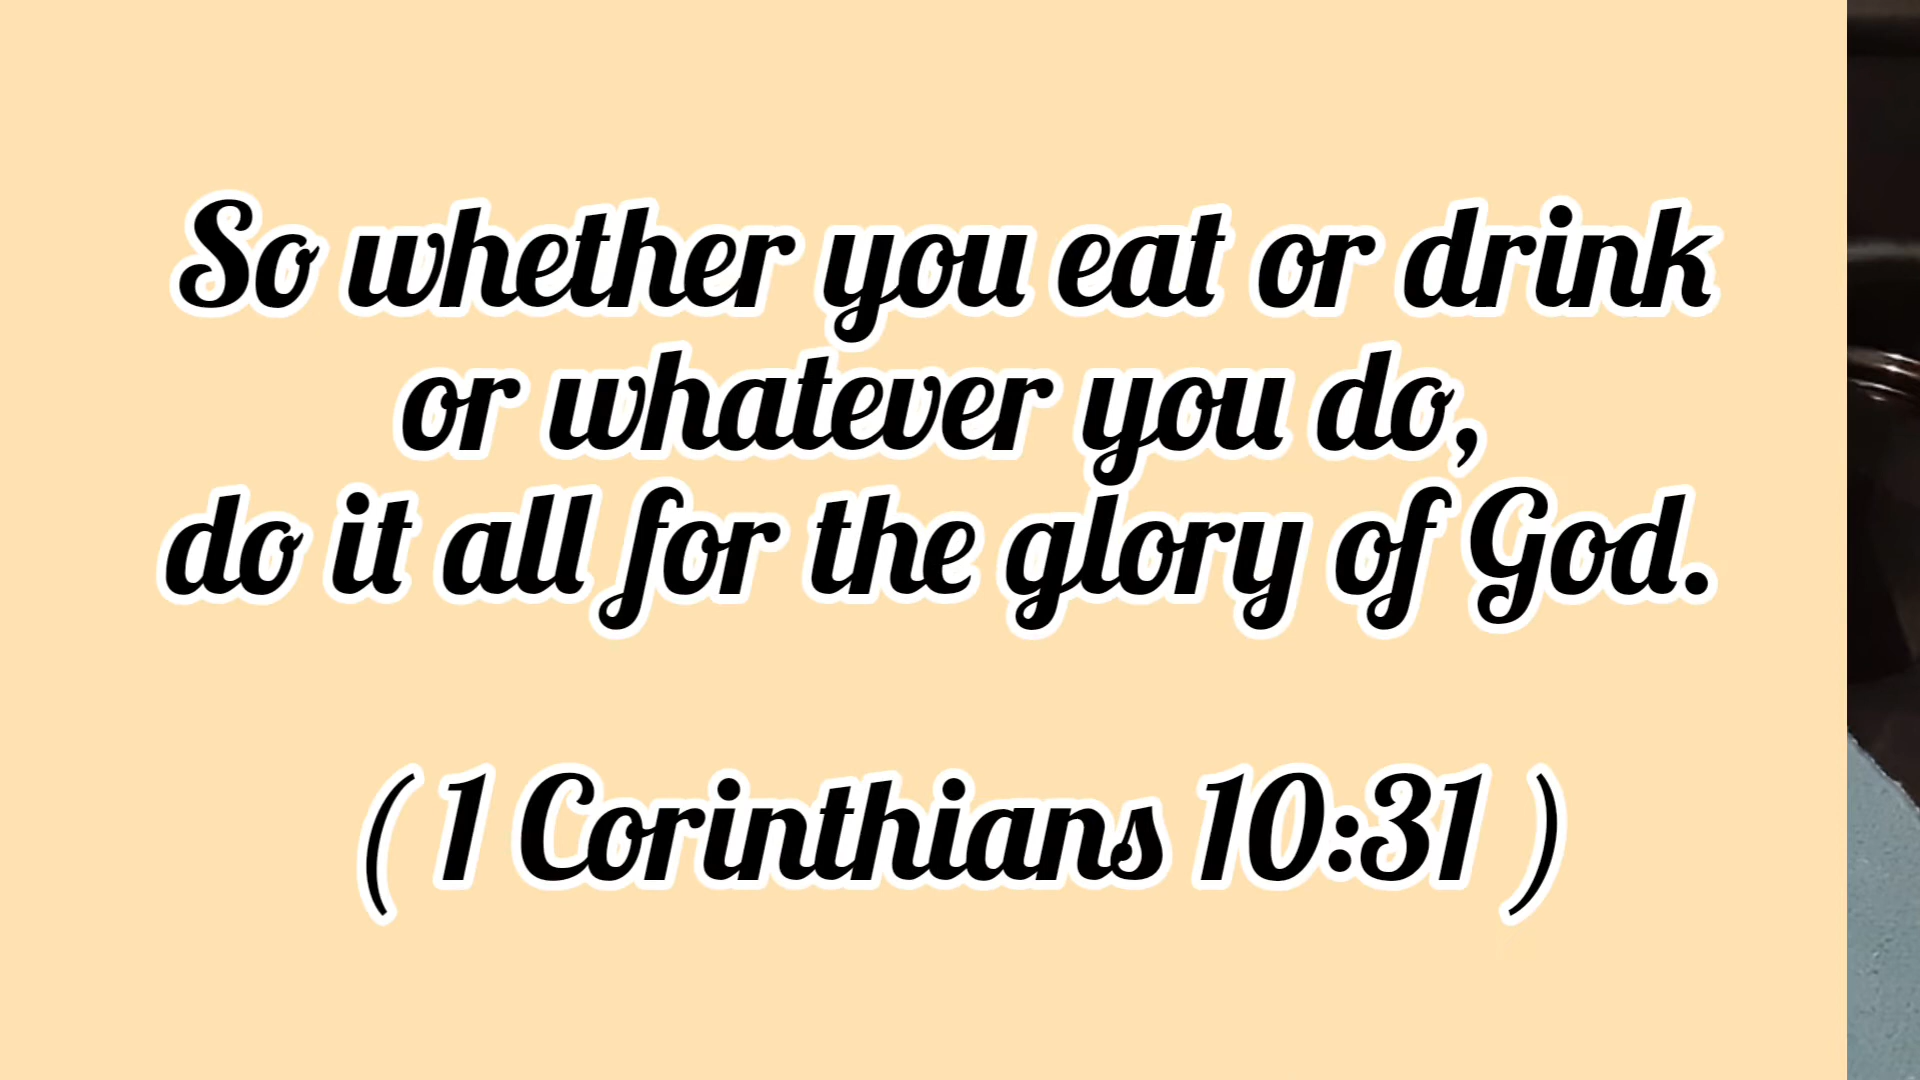 So whether you eat or drink
or whatever you do,
do it all for the glory of God.
( 1 Corinthians 10:31 )